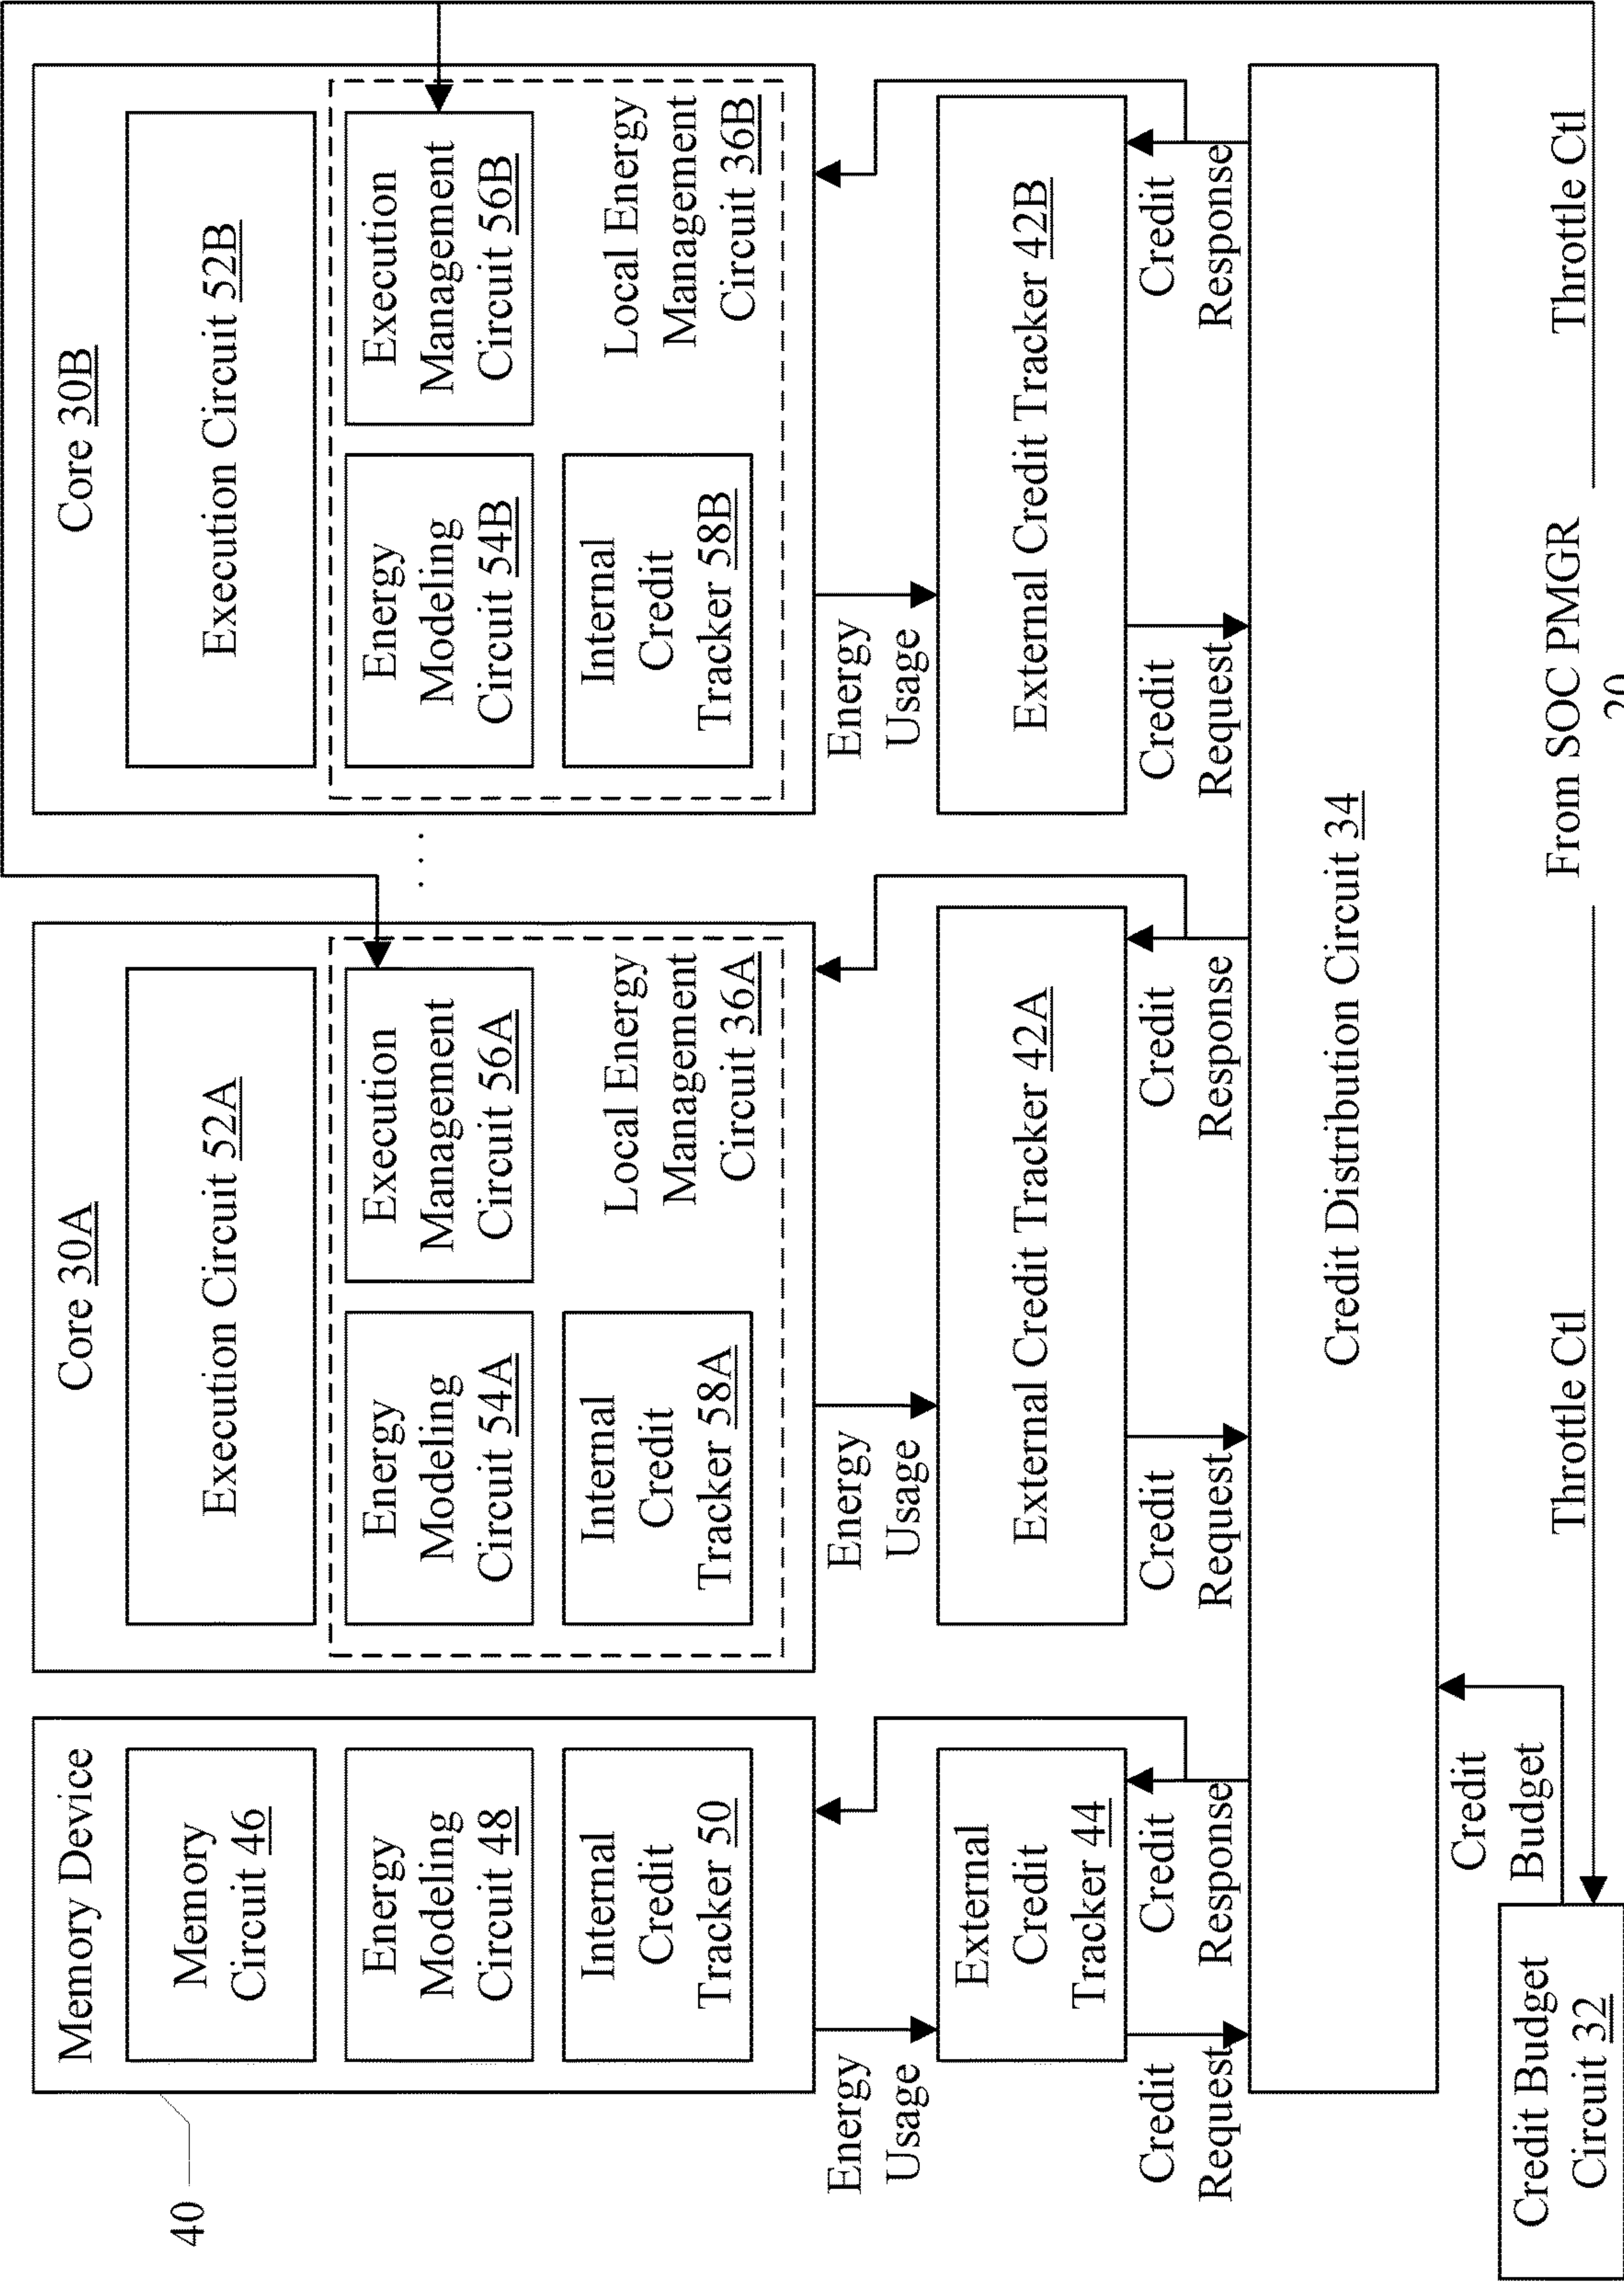 40
Memory Device
Memory
Circuit 46
Energy
Modeling
Circuit 48
Internal
Credit
Tracker 50
Core 30A
Execution Circuit 52A
Energy
Modeling
Circuit 54A
Execution
Management
Circuit 56A
Internal
Credit
Tracker 58A
Local Energy
Management
Circuit 36A
. . .
Core 30B
Execution Circuit 52B
Energy
Modeling
Circuit 54B
Execution
Management
Circuit 56B
Internal
Credit
Tracker 58B
Local Energy
Management
Circuit 36B
Energy
Usage
Energy
Usage
Energy
Usage
External
Credit
Tracker 44
External Credit Tracker 42A
External Credit Tracker 42B
Credit
Request
Credit
Response
Credit
Request
Credit
Response
Credit
Request
Credit
Response
Credit Distribution Circuit 34
Credit
Budget
Credit Budget
Circuit 32
Throttle Ctl
From SOC PMGR
20
Throttle Ctl